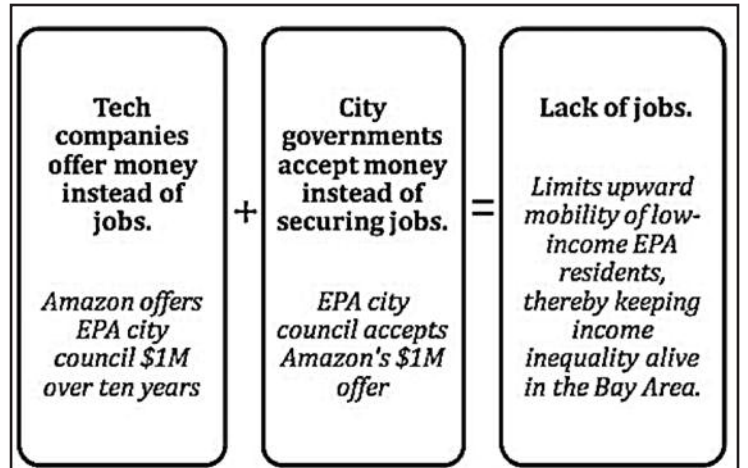 Tech
companies
offer money
instead of
jobs.
Amazon offers
EPA city
council $1M
over ten years
+
City
governments
accept money
instead of
securing jobs.
EPA city
council accepts
Amazon's $1M
offer
=
Lack of jobs.
Limits upward
mobility of low-
income EPA
residents,
thereby keeping
income
inequality alive
in the Bay Area.